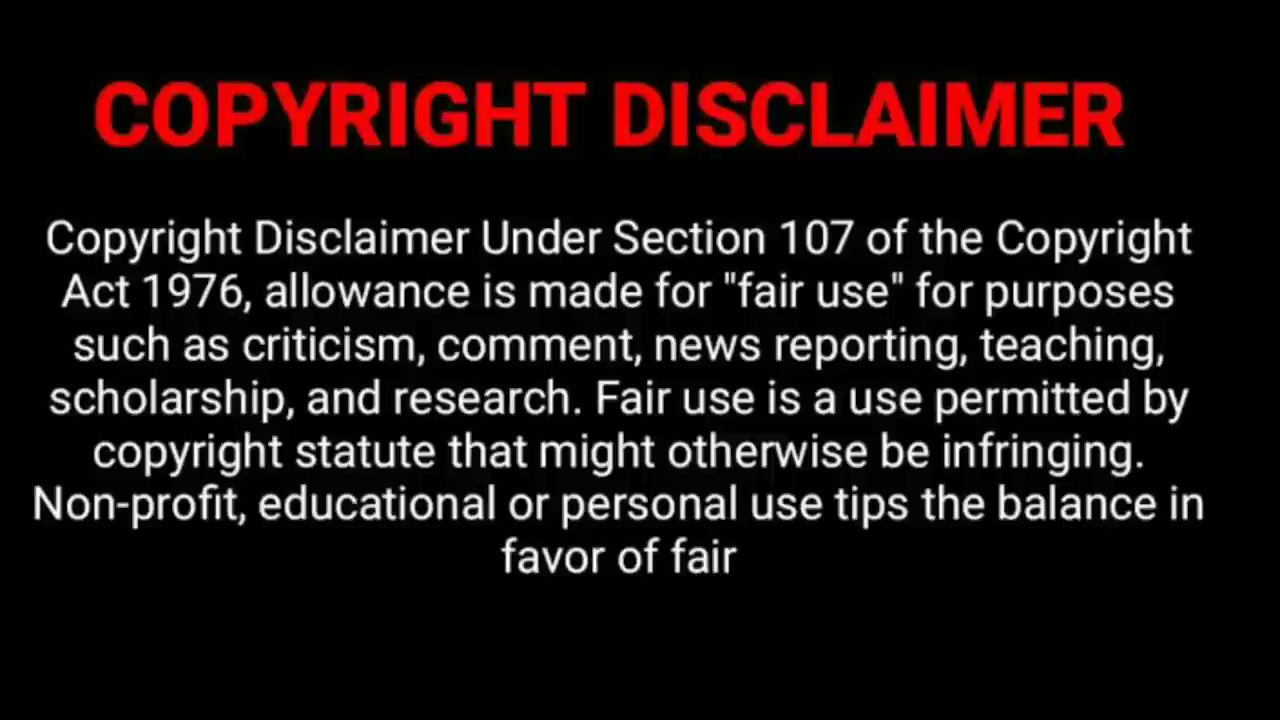 COPYRIGHT DISCLAIMER
Copyright Disclaimer Under Section 107 of the Copyright
Act 1976, allowance is made for "fair use" for purposes
such as criticism, comment, news reporting, teaching,
scholarship, and research. Fair use is a use permitted by
copyright statute that might otherwise be infringing.
Non-profit, educational or personal use tips the balance in
favor of fair